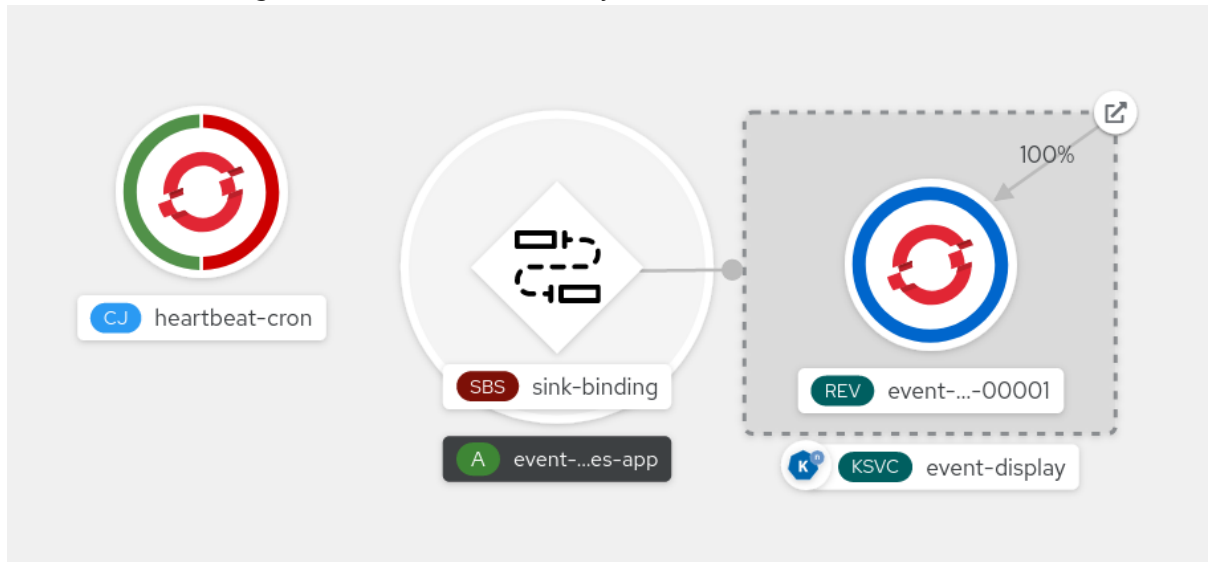 100%
CJ heartbeat-cron
SBS sink-binding
REV event-...-00001
A event-...es-app
K n KSVC event-display